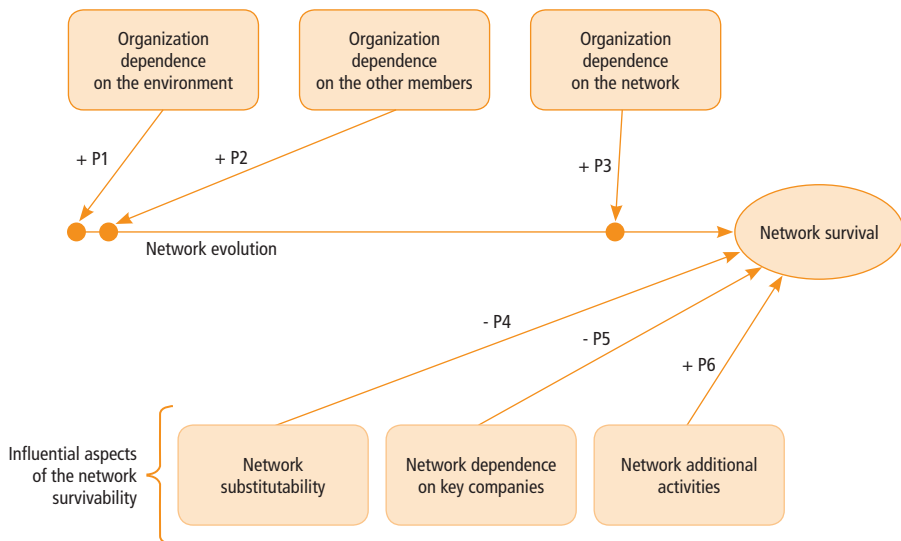 Organization
dependence
on the environment
Organization
dependence
on the other members
Organization
dependence
on the network
+ P1
+ P2
+ P3
Network evolution
Network survival
- P4
- P5
+ P6
Influential aspects
of the network
survivability
Network
substitutability
Network dependence
on key companies
Network additional
activities